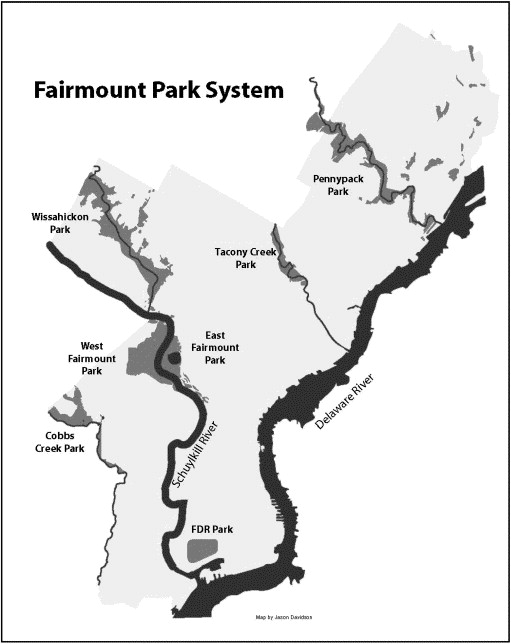 Fairmount Park System
Pennypack
Park
Wissahickon
Park
Tacony Creek
Park
East
Fairmount
Park
West
Fairmount
Park
Delaware River
Cobbs
Creek Park
Schuylkill River
FDR Park
Map by Jason Davidson